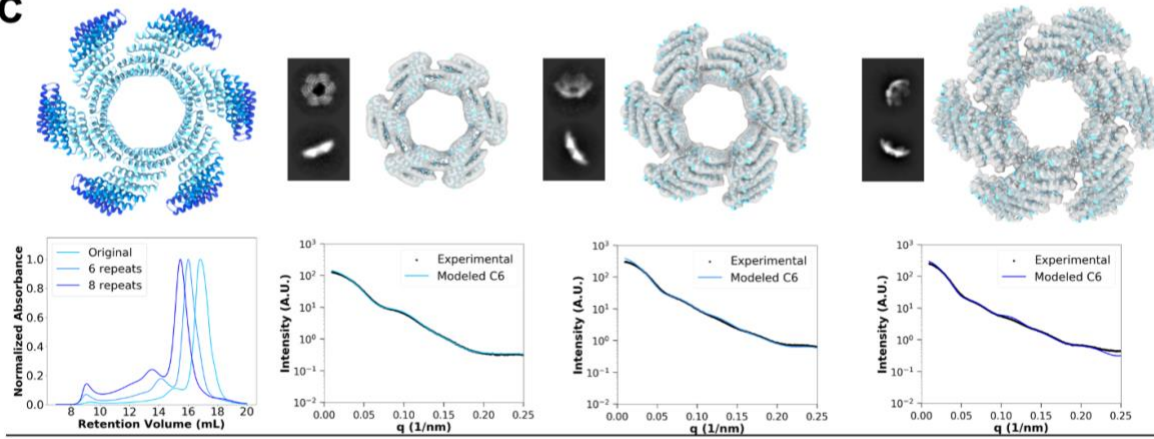 C
Normalized Absorbance
1.0
0.8
0.6
0.4
0.2
0.0
Original
6 repeats
8 repeats
8 10 12 14 16 18 20
Retention Volume (mL)
Intensity (A.U.)
10³
10²
10¹
10⁰
10⁻¹
10⁻²
Experimental
Modeled C6
0.00 0.05 0.10 0.15 0.20 0.25
q (1/nm)
Intensity (A.U.)
10³
10²
10¹
10⁰
10⁻¹
10⁻²
Experimental
Modeled C6
0.00 0.05 0.10 0.15 0.20 0.25
q (1/nm)
Intensity (A.U.)
10³
10²
10¹
10⁰
10⁻¹
10⁻²
Experimental
Modeled C6
0.00 0.05 0.10 0.15 0.20 0.25
q (1/nm)